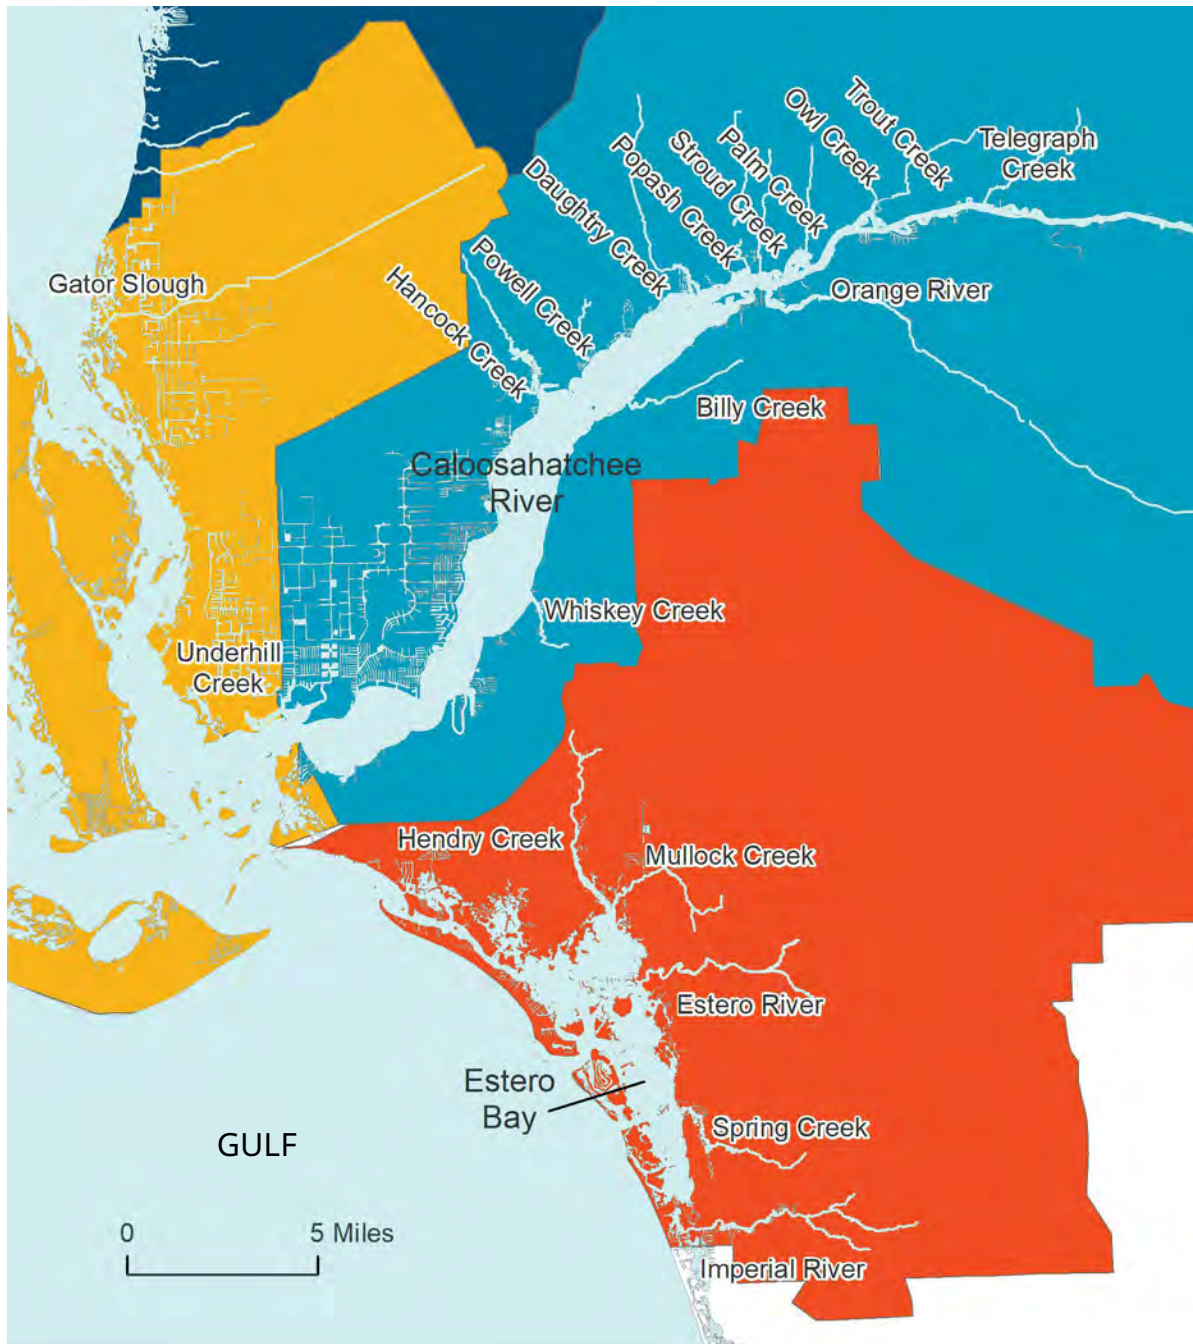 Trout Creek
Owl Creek
Telegraph
Creek
Palm Creek
Stroud Creek
Popash Creek
Daughtry Creek
Powell Creek
Gator Slough
Hancock Creek
Orange River
Billy Creek
Caloosahatchee
River
Whiskey Creek
Underhill
Creek
Hendry Creek
Mullock Creek
Estero River
Estero
Bay
Spring Creek
GULF
0 5 Miles
Imperial River